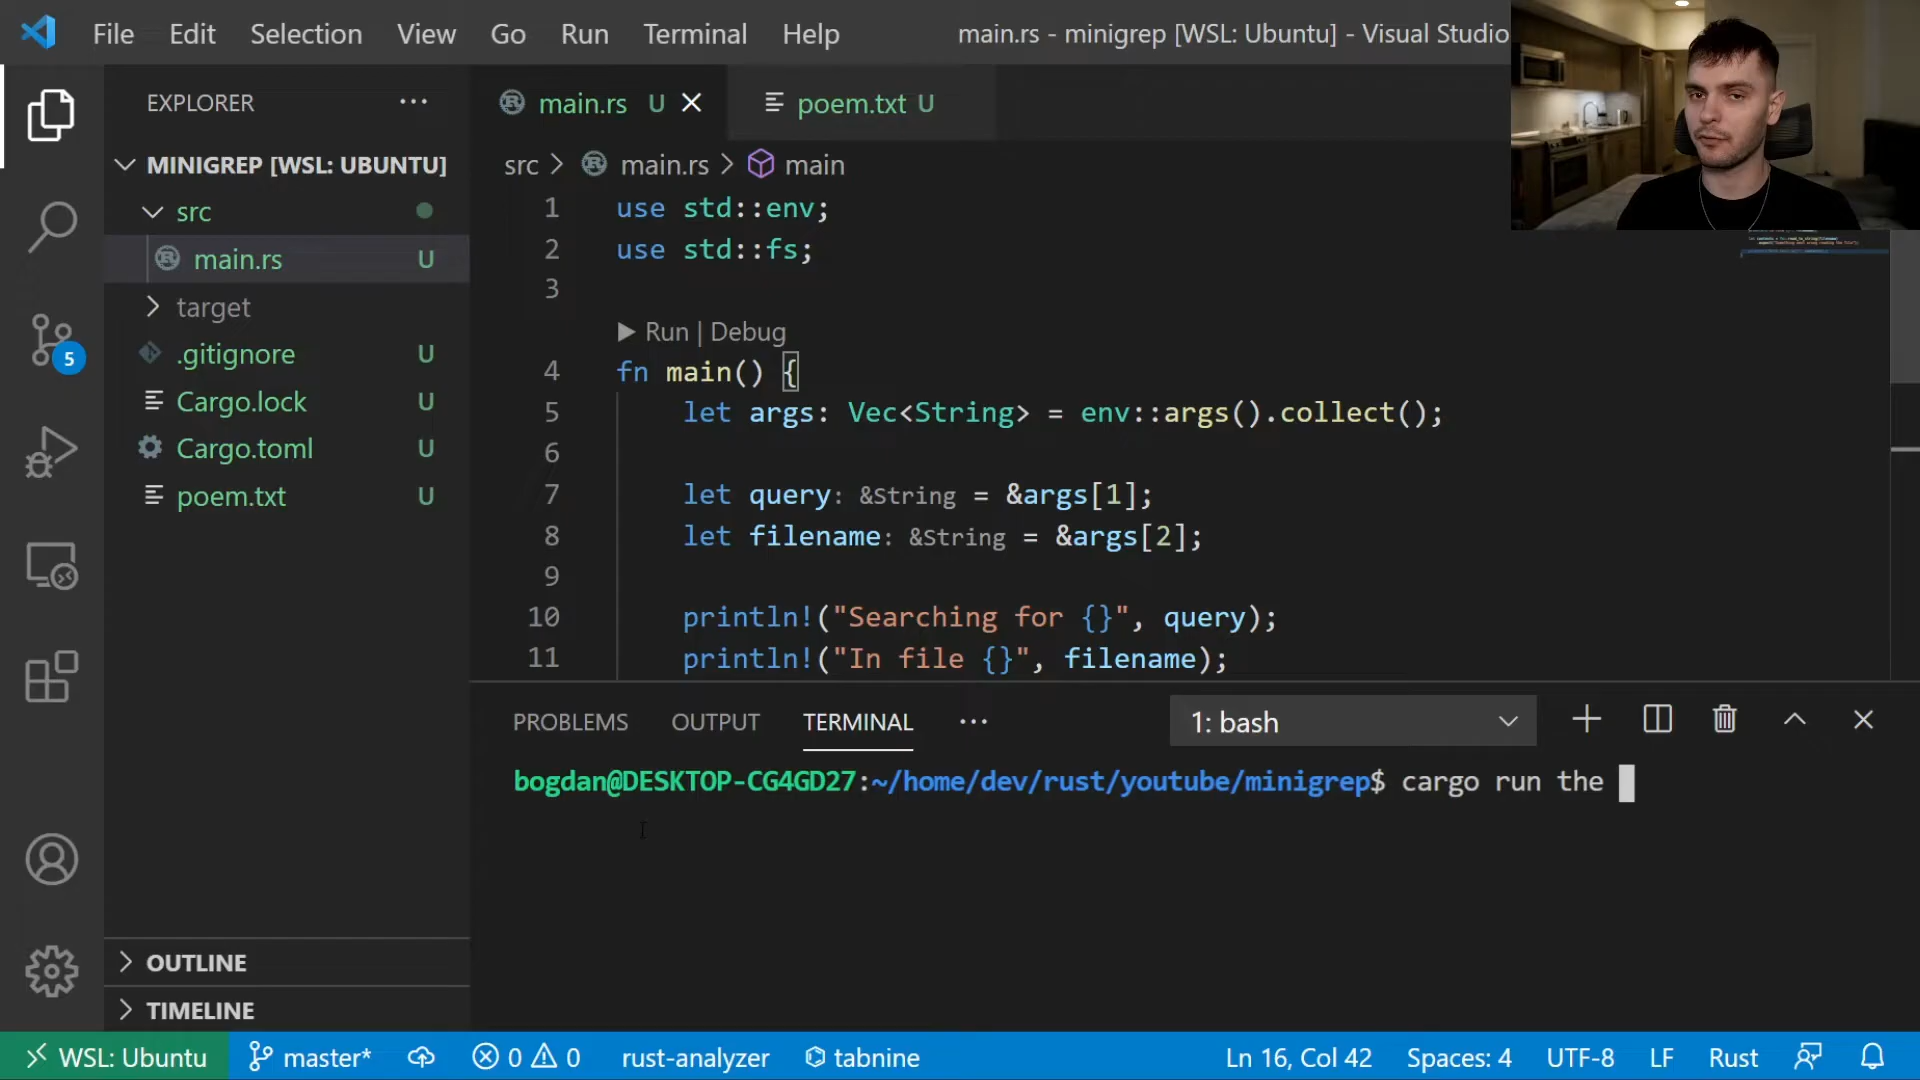 File Edit Selection View Go Run Terminal Help main.rs - minigrep [WSL: Ubuntu] - Visual Studio
EXPLORER
MINIGREP [WSL: UBUNTU]
src
main.rs U
target
.gitignore U
Cargo.lock U
Cargo.toml U
poem.txt U
OUTLINE
TIMELINE
5
main.rs U
poem.txt U
src > main.rs > main
1 use std::env;
2 use std::fs;
3
Run | Debug
4 fn main() {
5 let args: Vec<String> = env::args().collect();
6
7 let query: &String = &args[1];
8 let filename: &String = &args[2];
9
10 println!("Searching for {}", query);
11 println!("In file {}", filename);
PROBLEMS OUTPUT TERMINAL ··· 1: bash
bogdan@DESKTOP-CG4GD27:~/home/dev/rust/youtube/minigrep$ cargo run the
WSL: Ubuntu master* 0 0 rust-analyzer tabnine Ln 16, Col 42 Spaces: 4 UTF-8 LF Rust